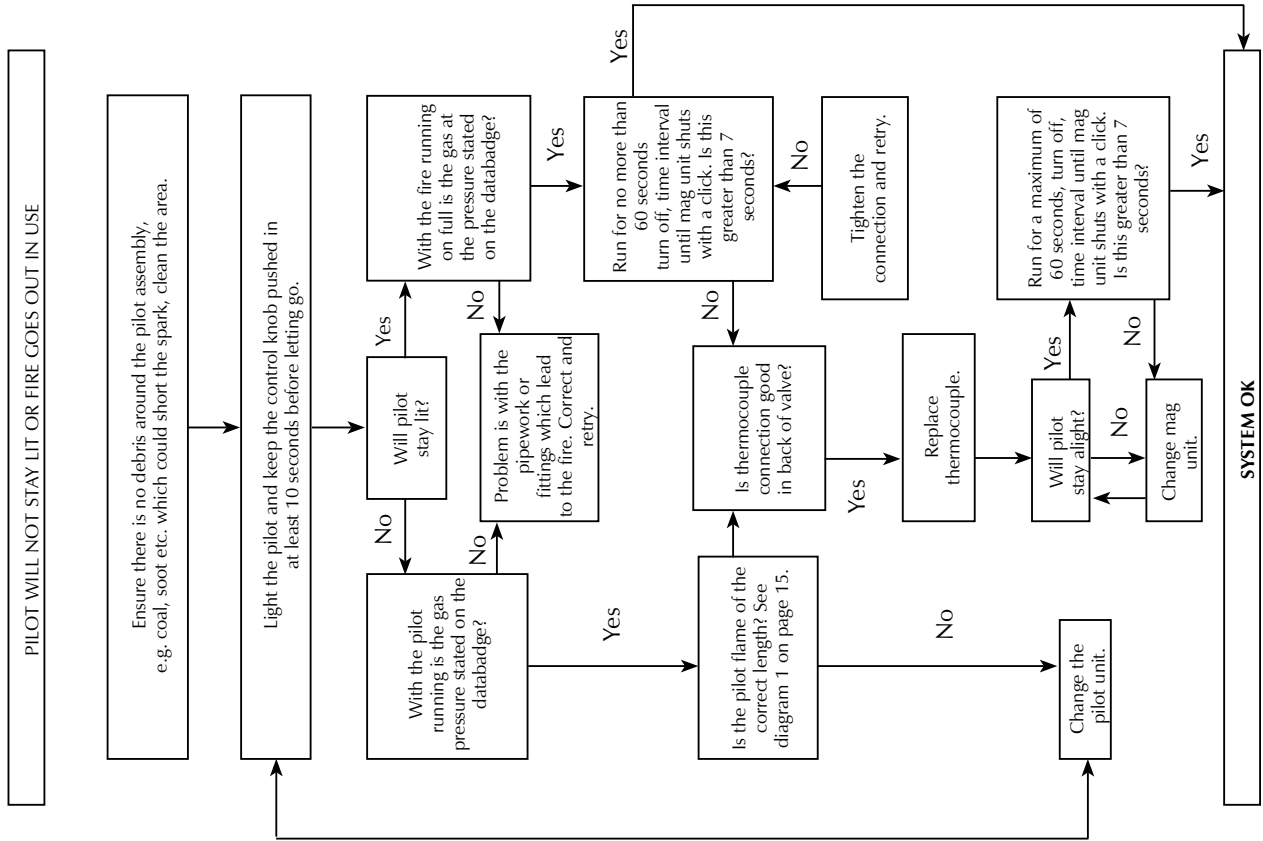 PILOT WILL NOT STAY LIT OR FIRE GOES OUT IN USE
Ensure there is no debris around the pilot assembly,
e.g. coal, soot etc. which could short the spark, clean the area.
Light the pilot and keep the control knob pushed in
at least 10 seconds before letting go.
Will pilot
stay lit?
No
Yes
With the pilot
running is the gas
pressure stated on the
databadge?
With the fire running
on full is the gas at
the pressure stated
on the databadge?
No
No
Problem is with the
pipework or
fittings which lead
to the fire. Correct and
retry.
Yes
Yes
Is the pilot flame of the
correct length? See
diagram 1 on page 15.
Run for no more than
60 seconds
turn off, time interval
until mag unit shuts
with a click. Is this
greater than 7
seconds?
Yes
No
Is thermocouple
connection good
in back of valve?
No
Tighten the
connection and retry.
Yes
No
Replace
thermocouple.
Will pilot
stay alight?
Yes
Run for a maximum of
60 seconds, turn off,
time interval until mag
unit shuts with a click.
Is this greater than 7
seconds?
No
No
Change the
pilot unit.
Change mag
unit.
Yes
SYSTEM OK